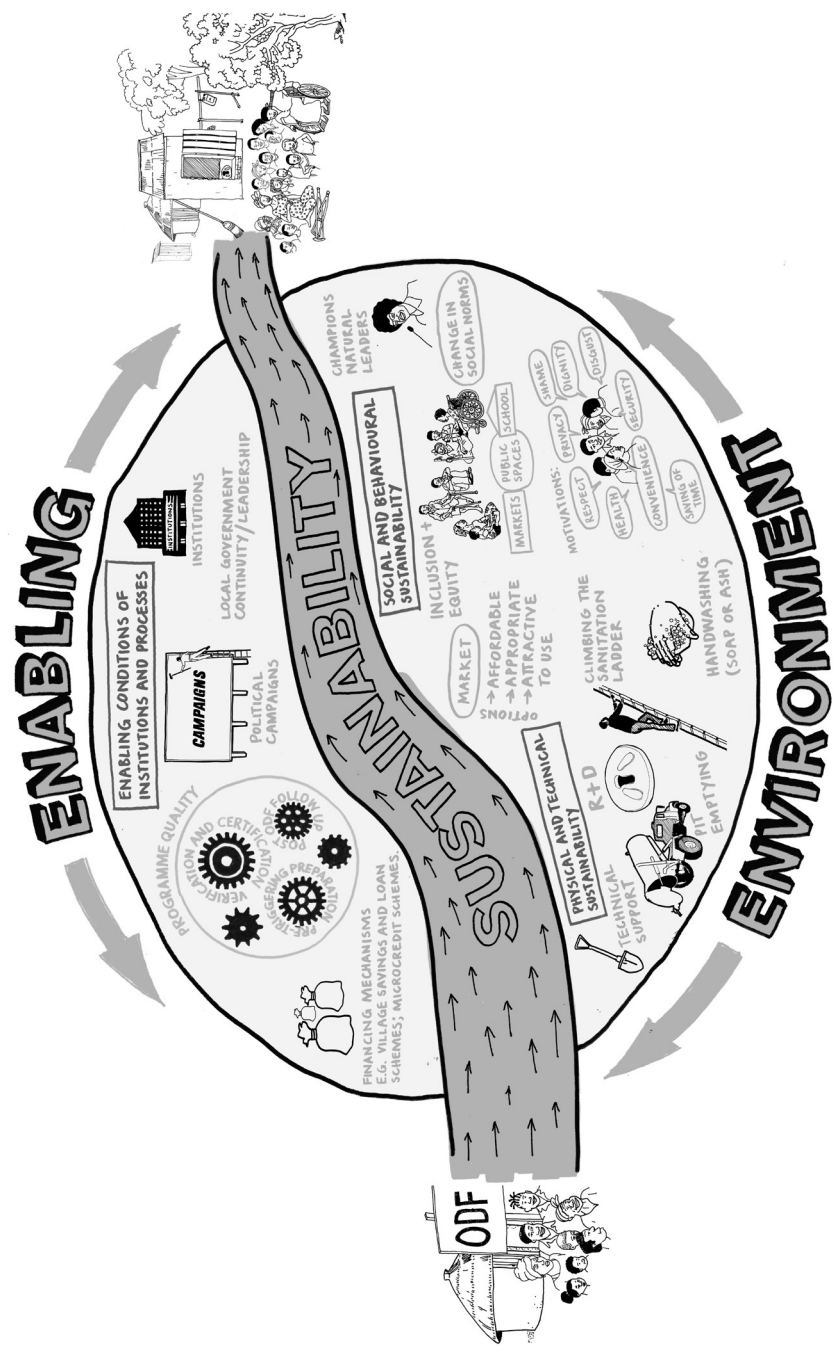 ENABLING
ENVIRONMENT
ODF
SUSTAINABILITY
FINANCING MECHANISMS
E.G. VILLAGE SAVINGS AND LOAN
SCHEMES; MICROCREDIT SCHEMES.
PROGRAMME QUALITY
VERIFICATION AND CERTIFICATION
PRE-TRIGGERING PREPARATION
POST ODF FOLLOW UP
ENABLING CONDITIONS OF
INSTITUTIONS AND PROCESSES
CAMPAIGNS
POLITICAL
CAMPAIGNS
INSTITUTIONS
INSTITUTIONS
LOCAL GOVERNMENT
CONTINUITY/LEADERSHIP
PHYSICAL AND TECHNICAL
SUSTAINABILITY
TECHNICAL
SUPPORT
R+D
PIT
EMPTYING
CLIMBING THE
SANITATION
LADDER
HANDWASHING
(SOAP OR ASH)
MARKET
OPTIONS
→ AFFORDABLE
→ APPROPRIATE
→ ATTRACTIVE
TO USE
SOCIAL AND BEHAVIOURAL
SUSTAINABILITY
INCLUSION +
EQUITY
MARKETS
PUBLIC
SPACES
SCHOOL
CHAMPIONS
NATURAL
LEADERS
CHANGE IN
SOCIAL NORMS
MOTIVATIONS:
RESPECT
PRIVACY
SHAME
DIGNITY
DISGUST
HEALTH
CONVENIENCE
SECURITY
SAVING OF
TIME